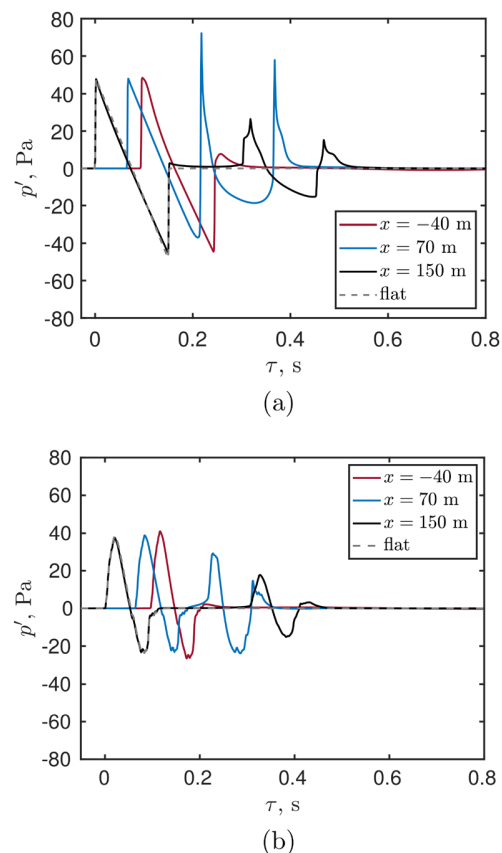 80
60
40
20
0
-20
-40
-60
-80
p′, Pa
x = −40 m
x = 70 m
x = 150 m
flat
0 0.2 0.4 0.6 0.8
τ, s
(a)
80
60
40
20
0
-20
-40
-60
-80
p′, Pa
x = −40 m
x = 70 m
x = 150 m
flat
0 0.2 0.4 0.6 0.8
τ, s
(b)